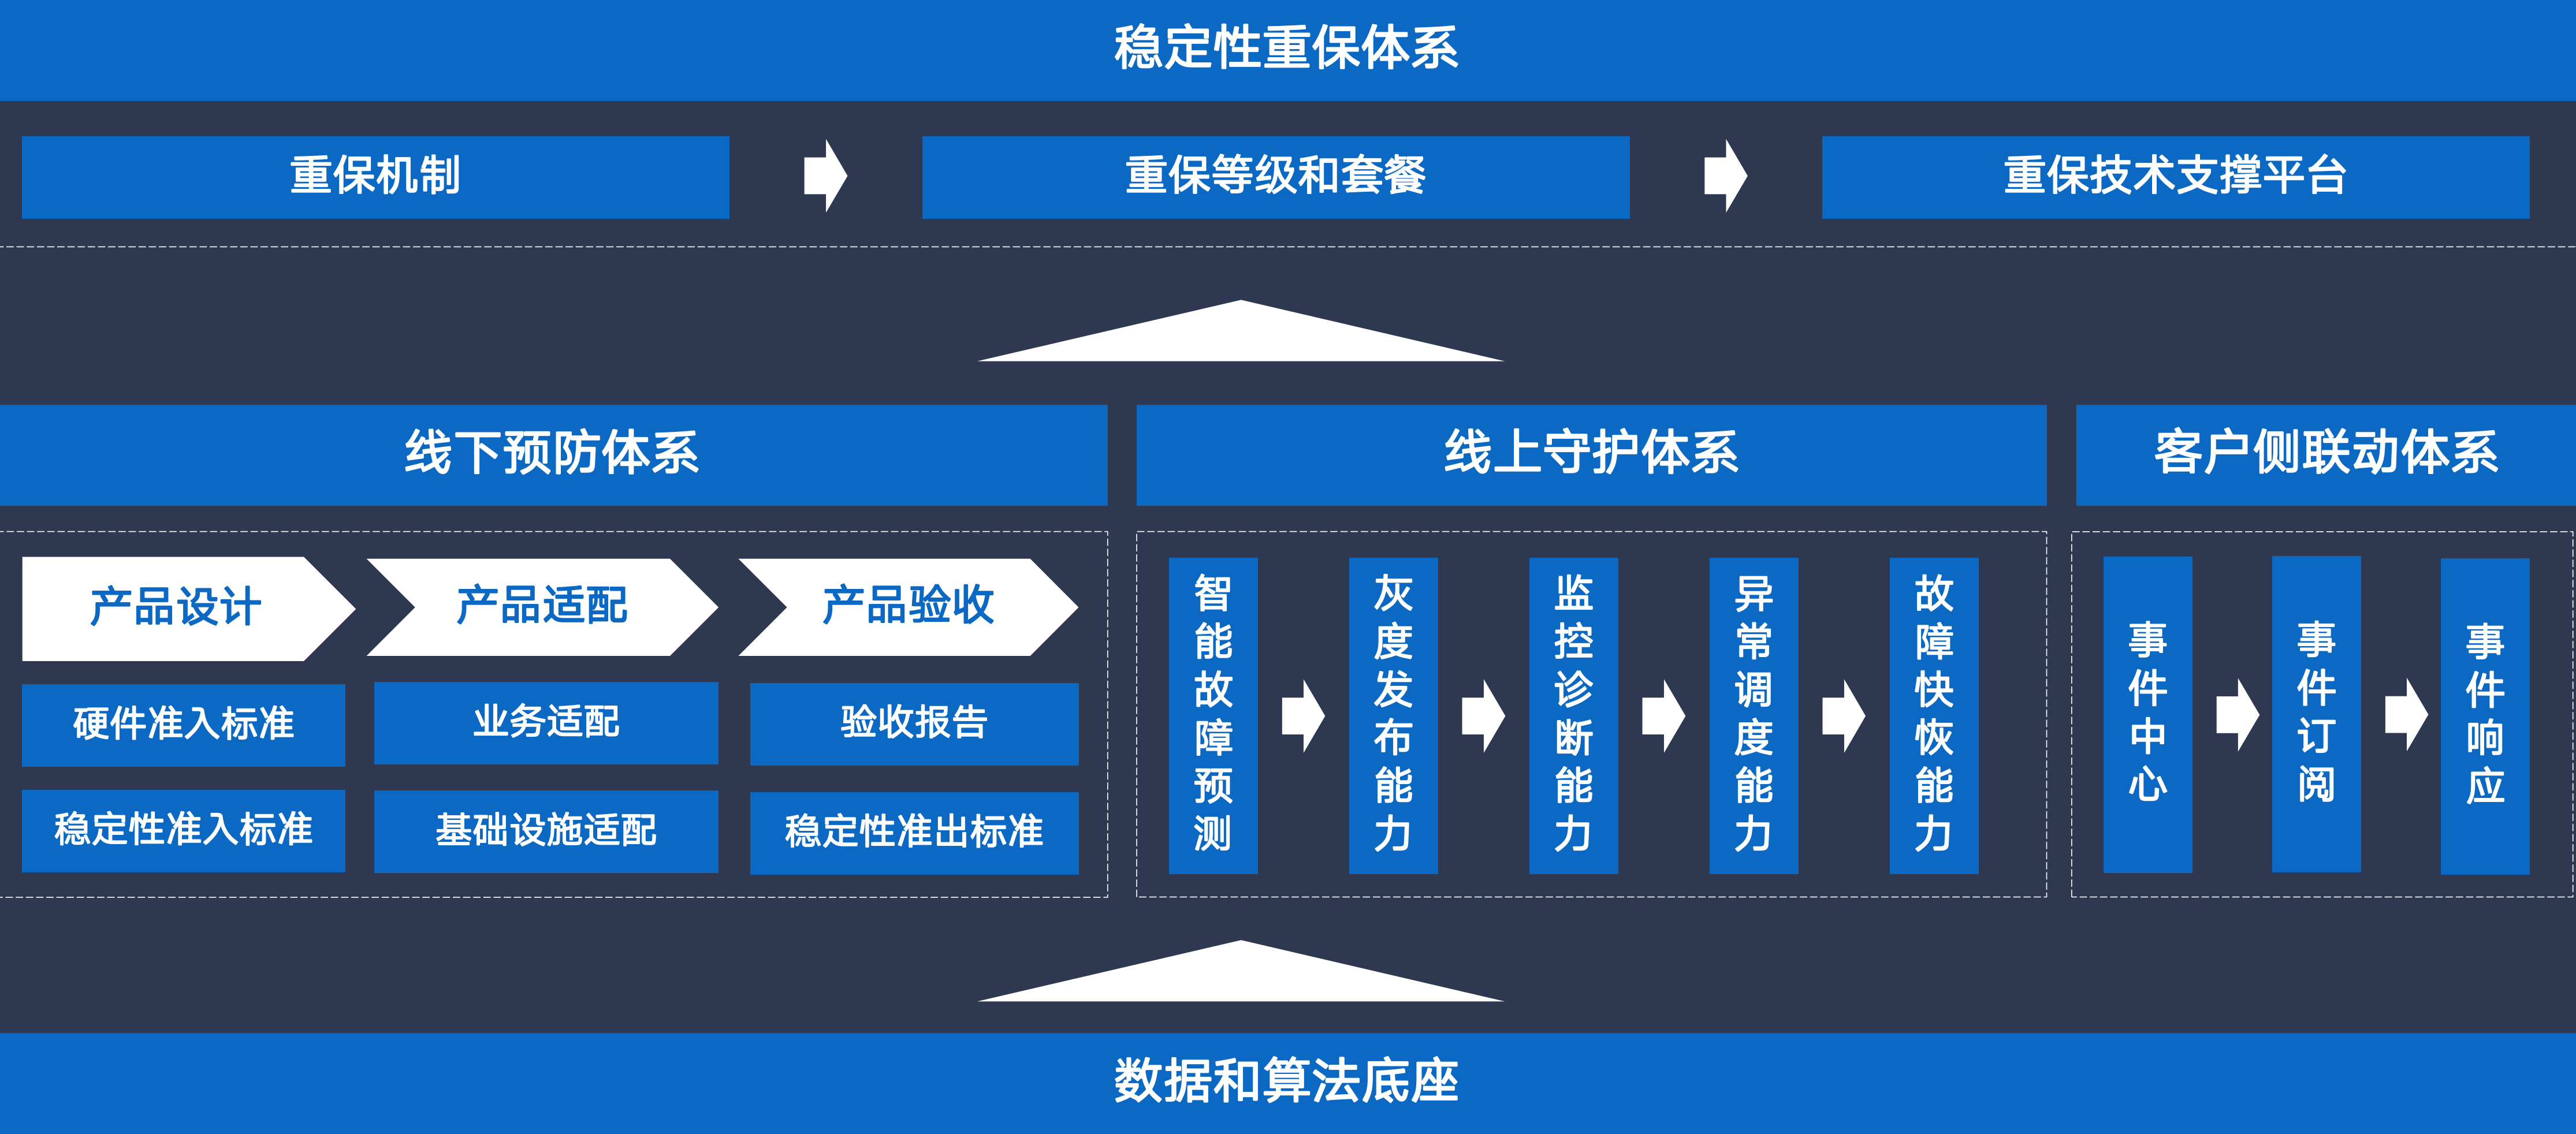 稳定性重保体系
重保机制
重保等级和套餐
重保技术支撑平台
线下预防体系
线上守护体系
客户侧联动体系
产品设计
产品适配
产品验收
硬件准入标准
业务适配
验收报告
稳定性准入标准
基础设施适配
稳定性准出标准
智能故障预测
灰度发布能力
监控诊断能力
异常调度能力
故障快恢能力
事件中心
事件订阅
事件响应
数据和算法底座